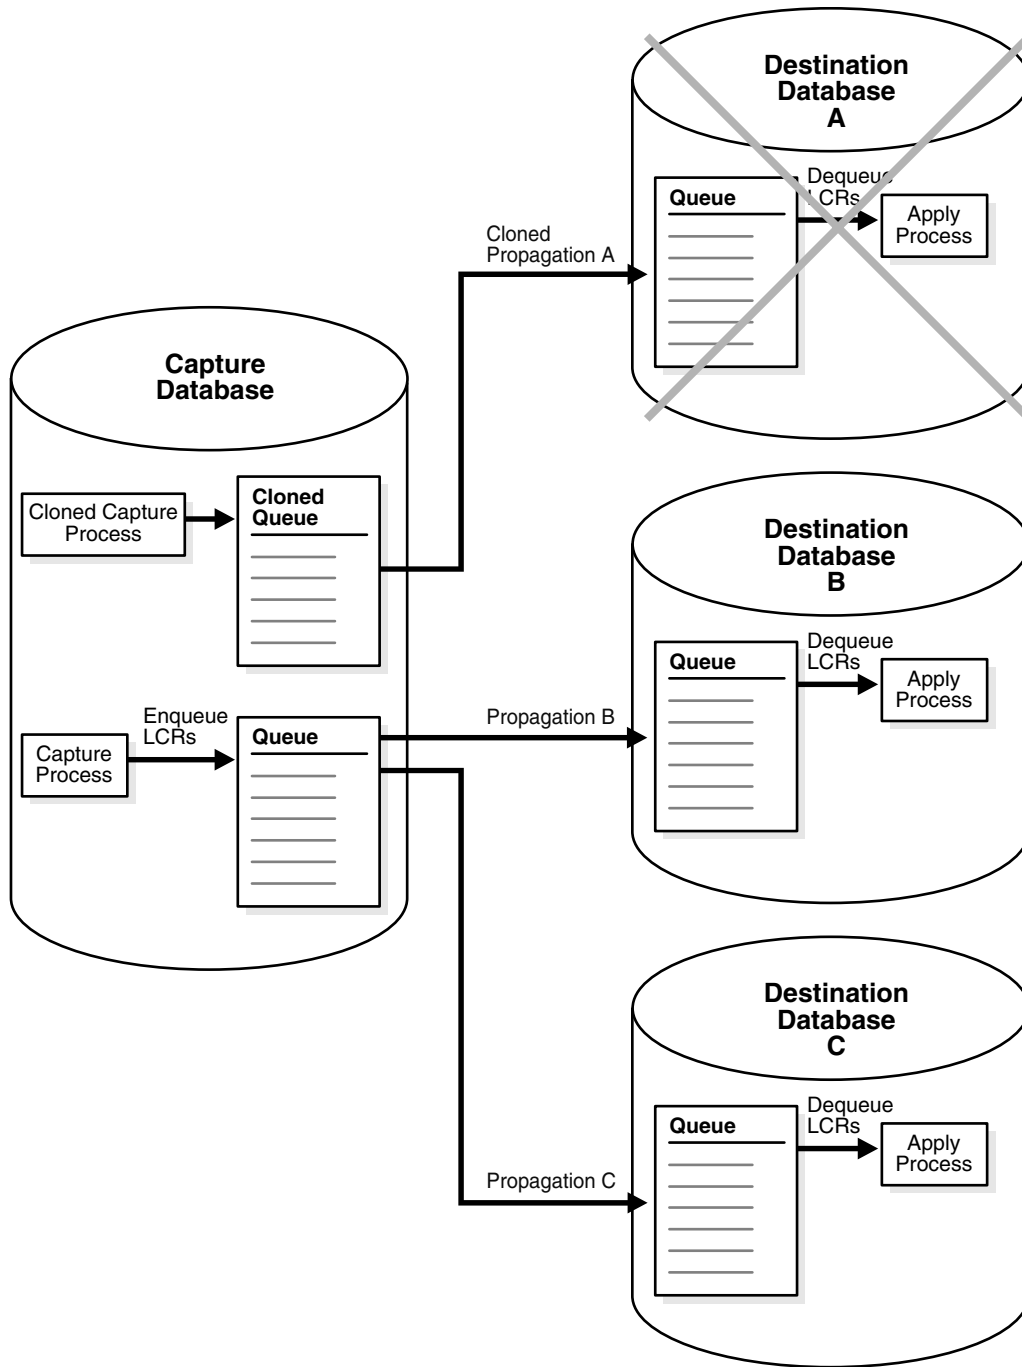 Destination
Database
A
Dequeue
LCRs
Queue
Apply
Process
Cloned
Propagation A
Capture
Database
Cloned Capture
Process
Cloned
Queue
Destination
Database
B
Dequeue
LCRs
Queue
Apply
Process
Enqueue
LCRs
Propagation B
Capture
Process
Queue
Destination
Database
C
Dequeue
LCRs
Queue
Apply
Process
Propagation C